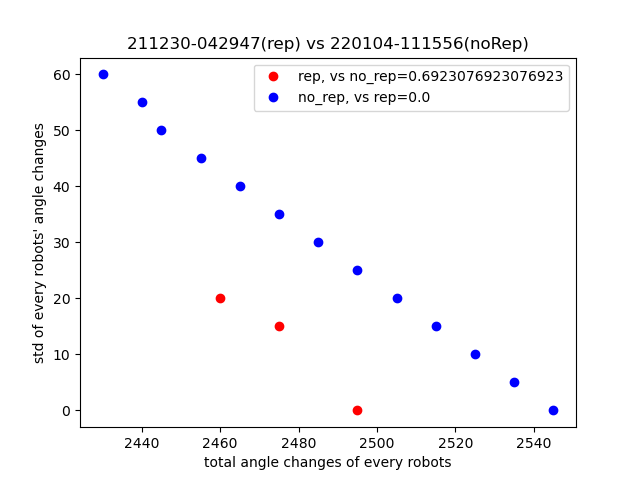 211230-042947(rep) vs 220104-111556(noRep)
rep, vs no_rep=0.6923076923076923
no_rep, vs rep=0.0
std of every robots' angle changes
60
50
40
30
20
10
0
2440 2460 2480 2500 2520 2540
total angle changes of every robots